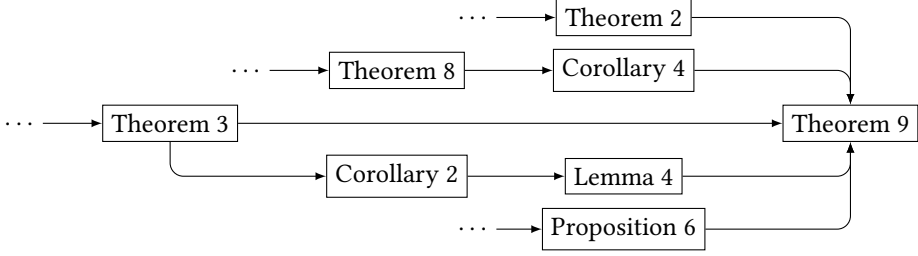 ··· Theorem 2
··· Theorem 8 Corollary 4
··· Theorem 3 Theorem 9
Corollary 2 Lemma 4
··· Proposition 6